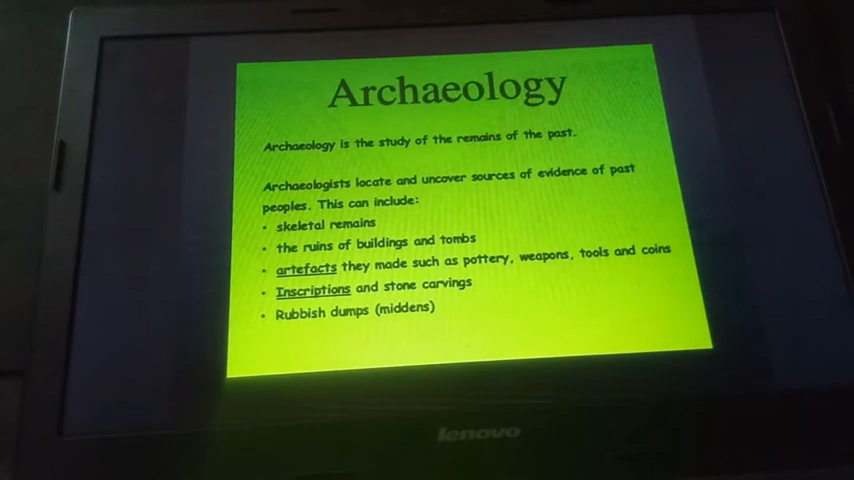 Archaeology
Archaeology is the study of the remains of the past.
Archaeologists locate and uncover sources of evidence of past
peoples. This can include:
• skeletal remains
• the ruins of buildings and tombs
• artefacts they made such as pottery, weapons, tools and coins
• Inscriptions and stone carvings
• Rubbish dumps (middens)
lenovo